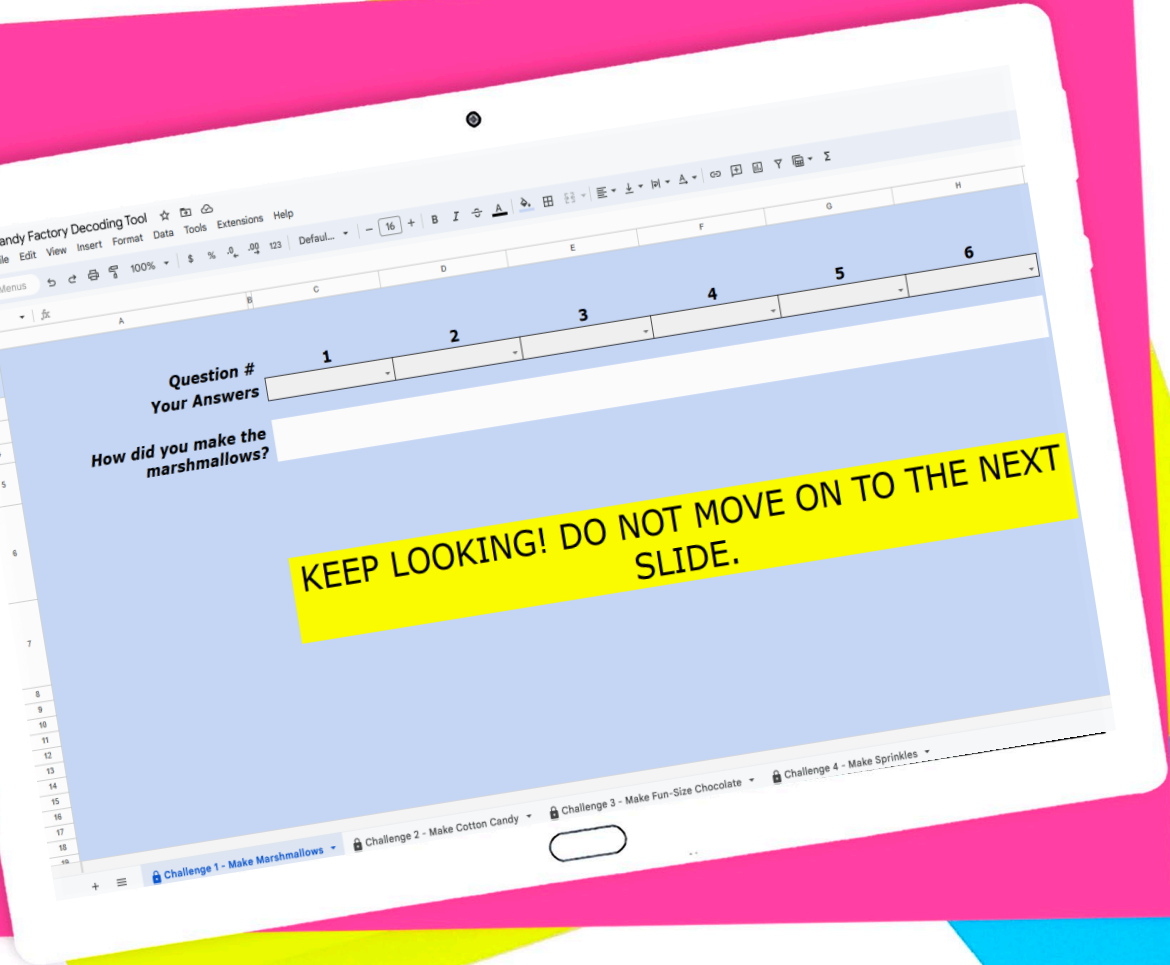 andy Factory Decoding Tool
le Edit View Insert Format Data Tools Extensions Help
Menus 100% $ % .0 .00 123 Defaul... − 16 + B I A Σ
fx
A B C D E F G H
1 2 3 4 5 6
Question #
Your Answers
How did you make the
marshmallows?
KEEP LOOKING! DO NOT MOVE ON TO THE NEXT
SLIDE.
5
6
7
8
9
10
11
12
13
14
15
16
17
18
19
+ Challenge 1 - Make Marshmallows Challenge 2 - Make Cotton Candy Challenge 3 - Make Fun-Size Chocolate Challenge 4 - Make Sprinkles